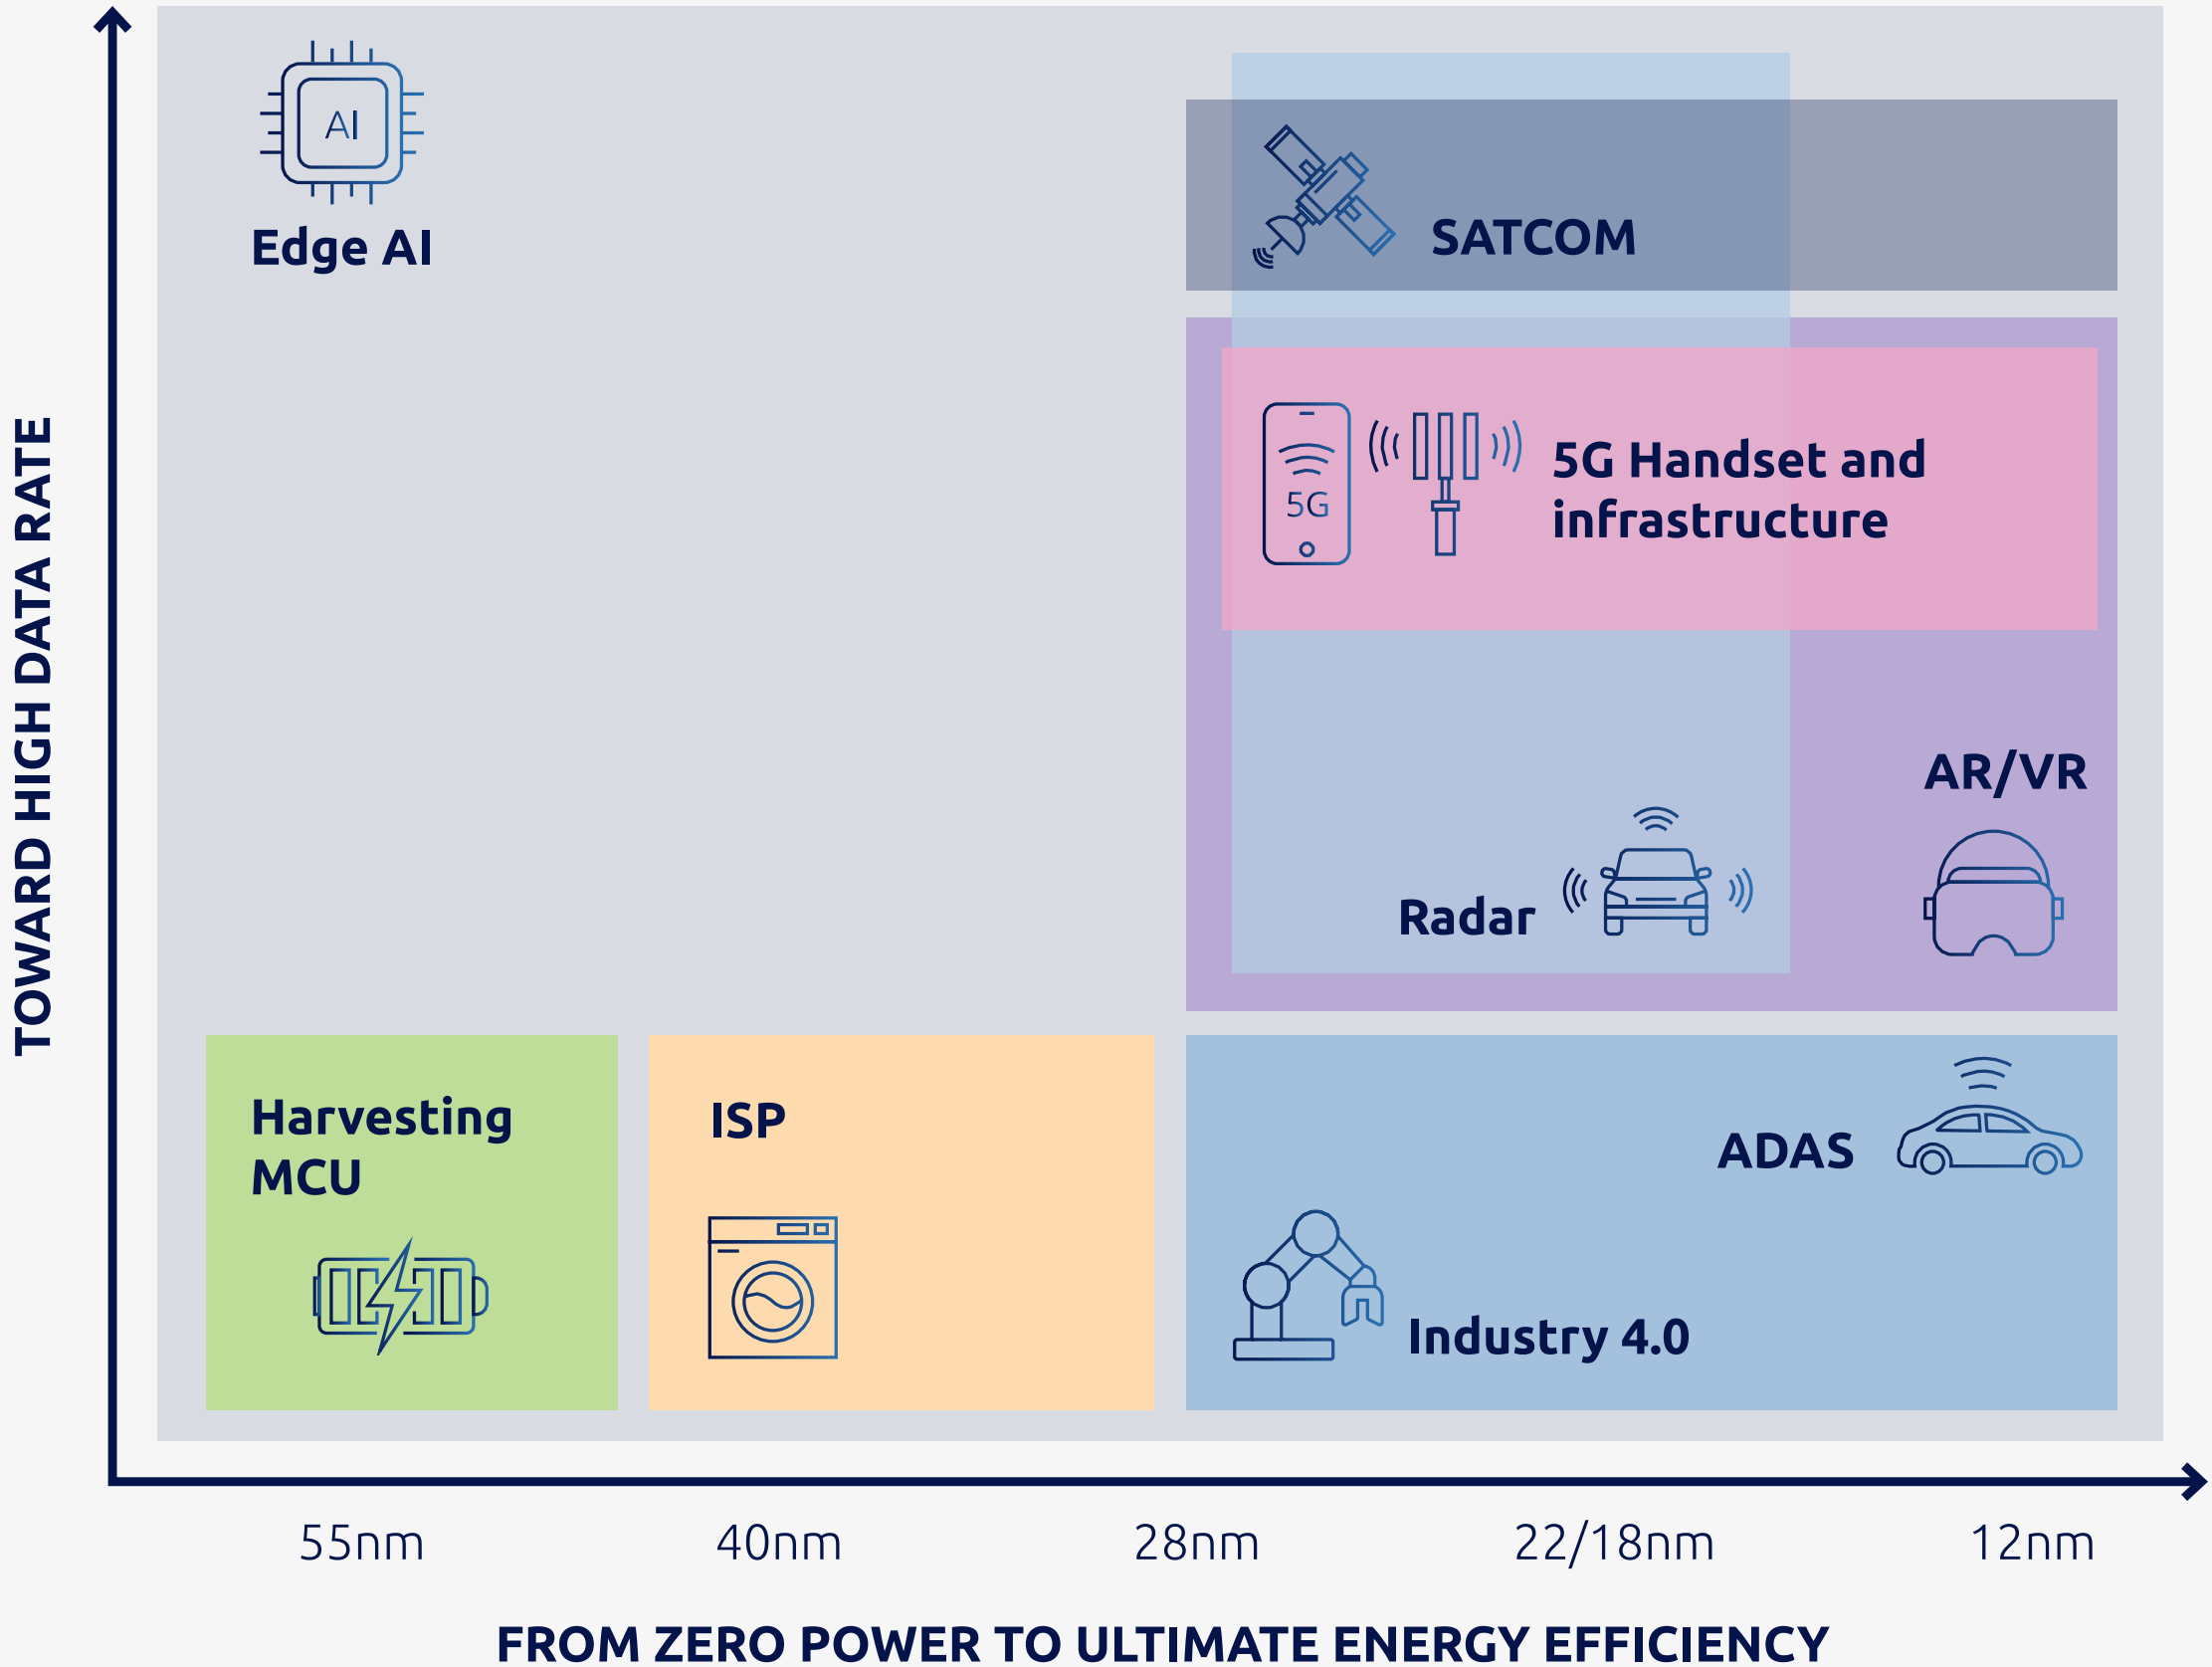 TOWARD HIGH DATA RATE
AI
Edge AI
SATCOM
5G
5G Handset and
infrastructure
AR/VR
Radar
Harvesting
MCU
ISP
ADAS
Industry 4.0
55nm
40nm
28nm
22/18nm
12nm
FROM ZERO POWER TO ULTIMATE ENERGY EFFICIENCY